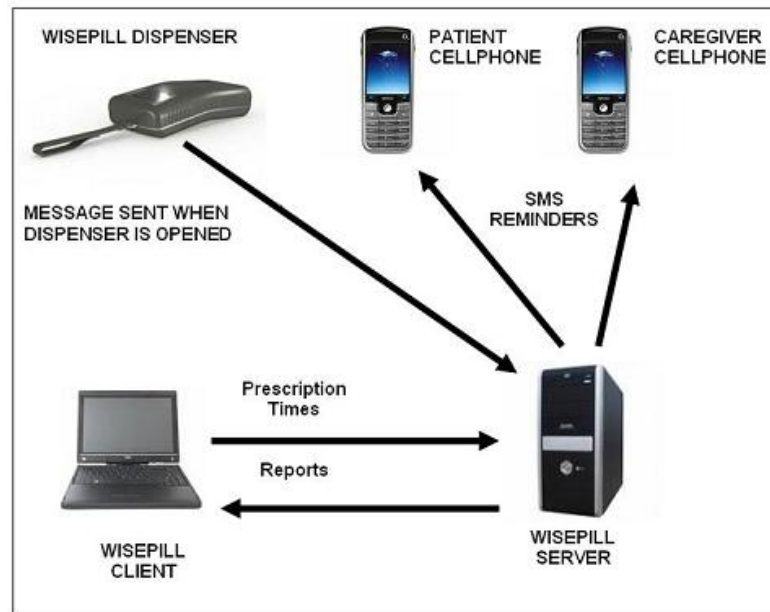 WISEPILL DISPENSER
PATIENT
CELLPHONE
CAREGIVER
CELLPHONE
MESSAGE SENT WHEN
DISPENSER IS OPENED
SMS
REMINDERS
Prescription
Times
Reports
WISEPILL
CLIENT
WISEPILL
SERVER